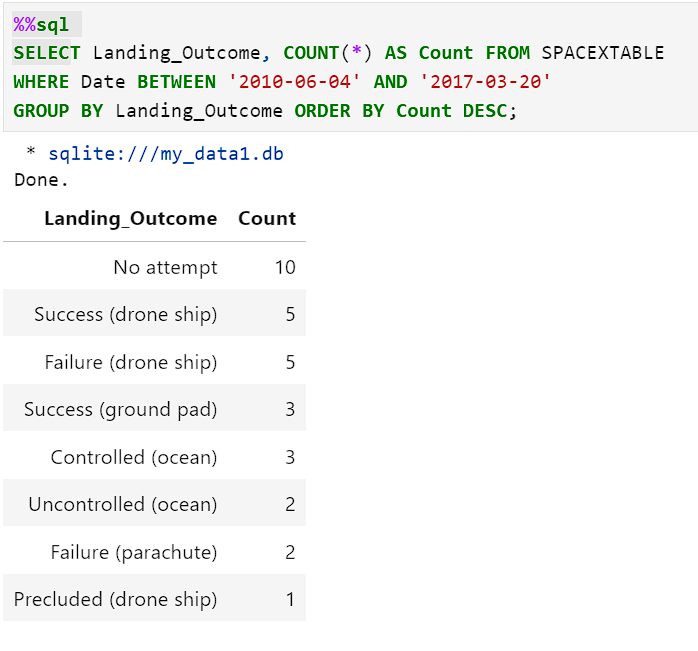 %%sql
SELECT Landing_Outcome, COUNT(*) AS Count FROM SPACEXTABLE
WHERE Date BETWEEN '2010-06-04' AND '2017-03-20'
GROUP BY Landing_Outcome ORDER BY Count DESC;
* sqlite:///my_data1.db
Done.
Landing_Outcome Count
No attempt 10
Success (drone ship) 5
Failure (drone ship) 5
Success (ground pad) 3
Controlled (ocean) 3
Uncontrolled (ocean) 2
Failure (parachute) 2
Precluded (drone ship) 1